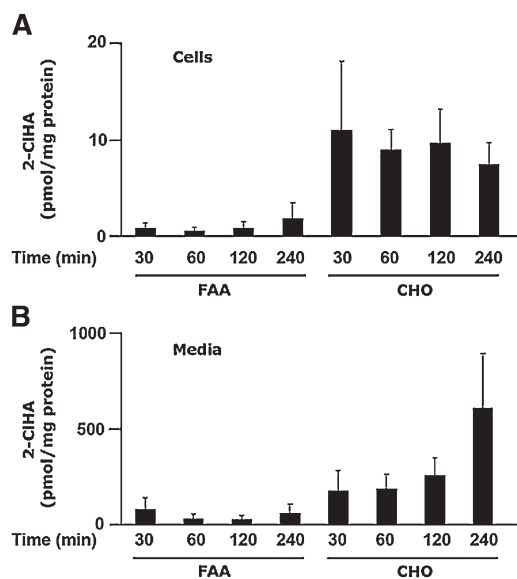 A
20
Cells
2-ClHA
(pmol/mg protein)
10
0
Time (min) 30 60 120 240 30 60 120 240
FAA CHO
B
1000
Media
2-ClHA
(pmol/mg protein)
500
0
Time (min) 30 60 120 240 30 60 120 240
FAA CHO